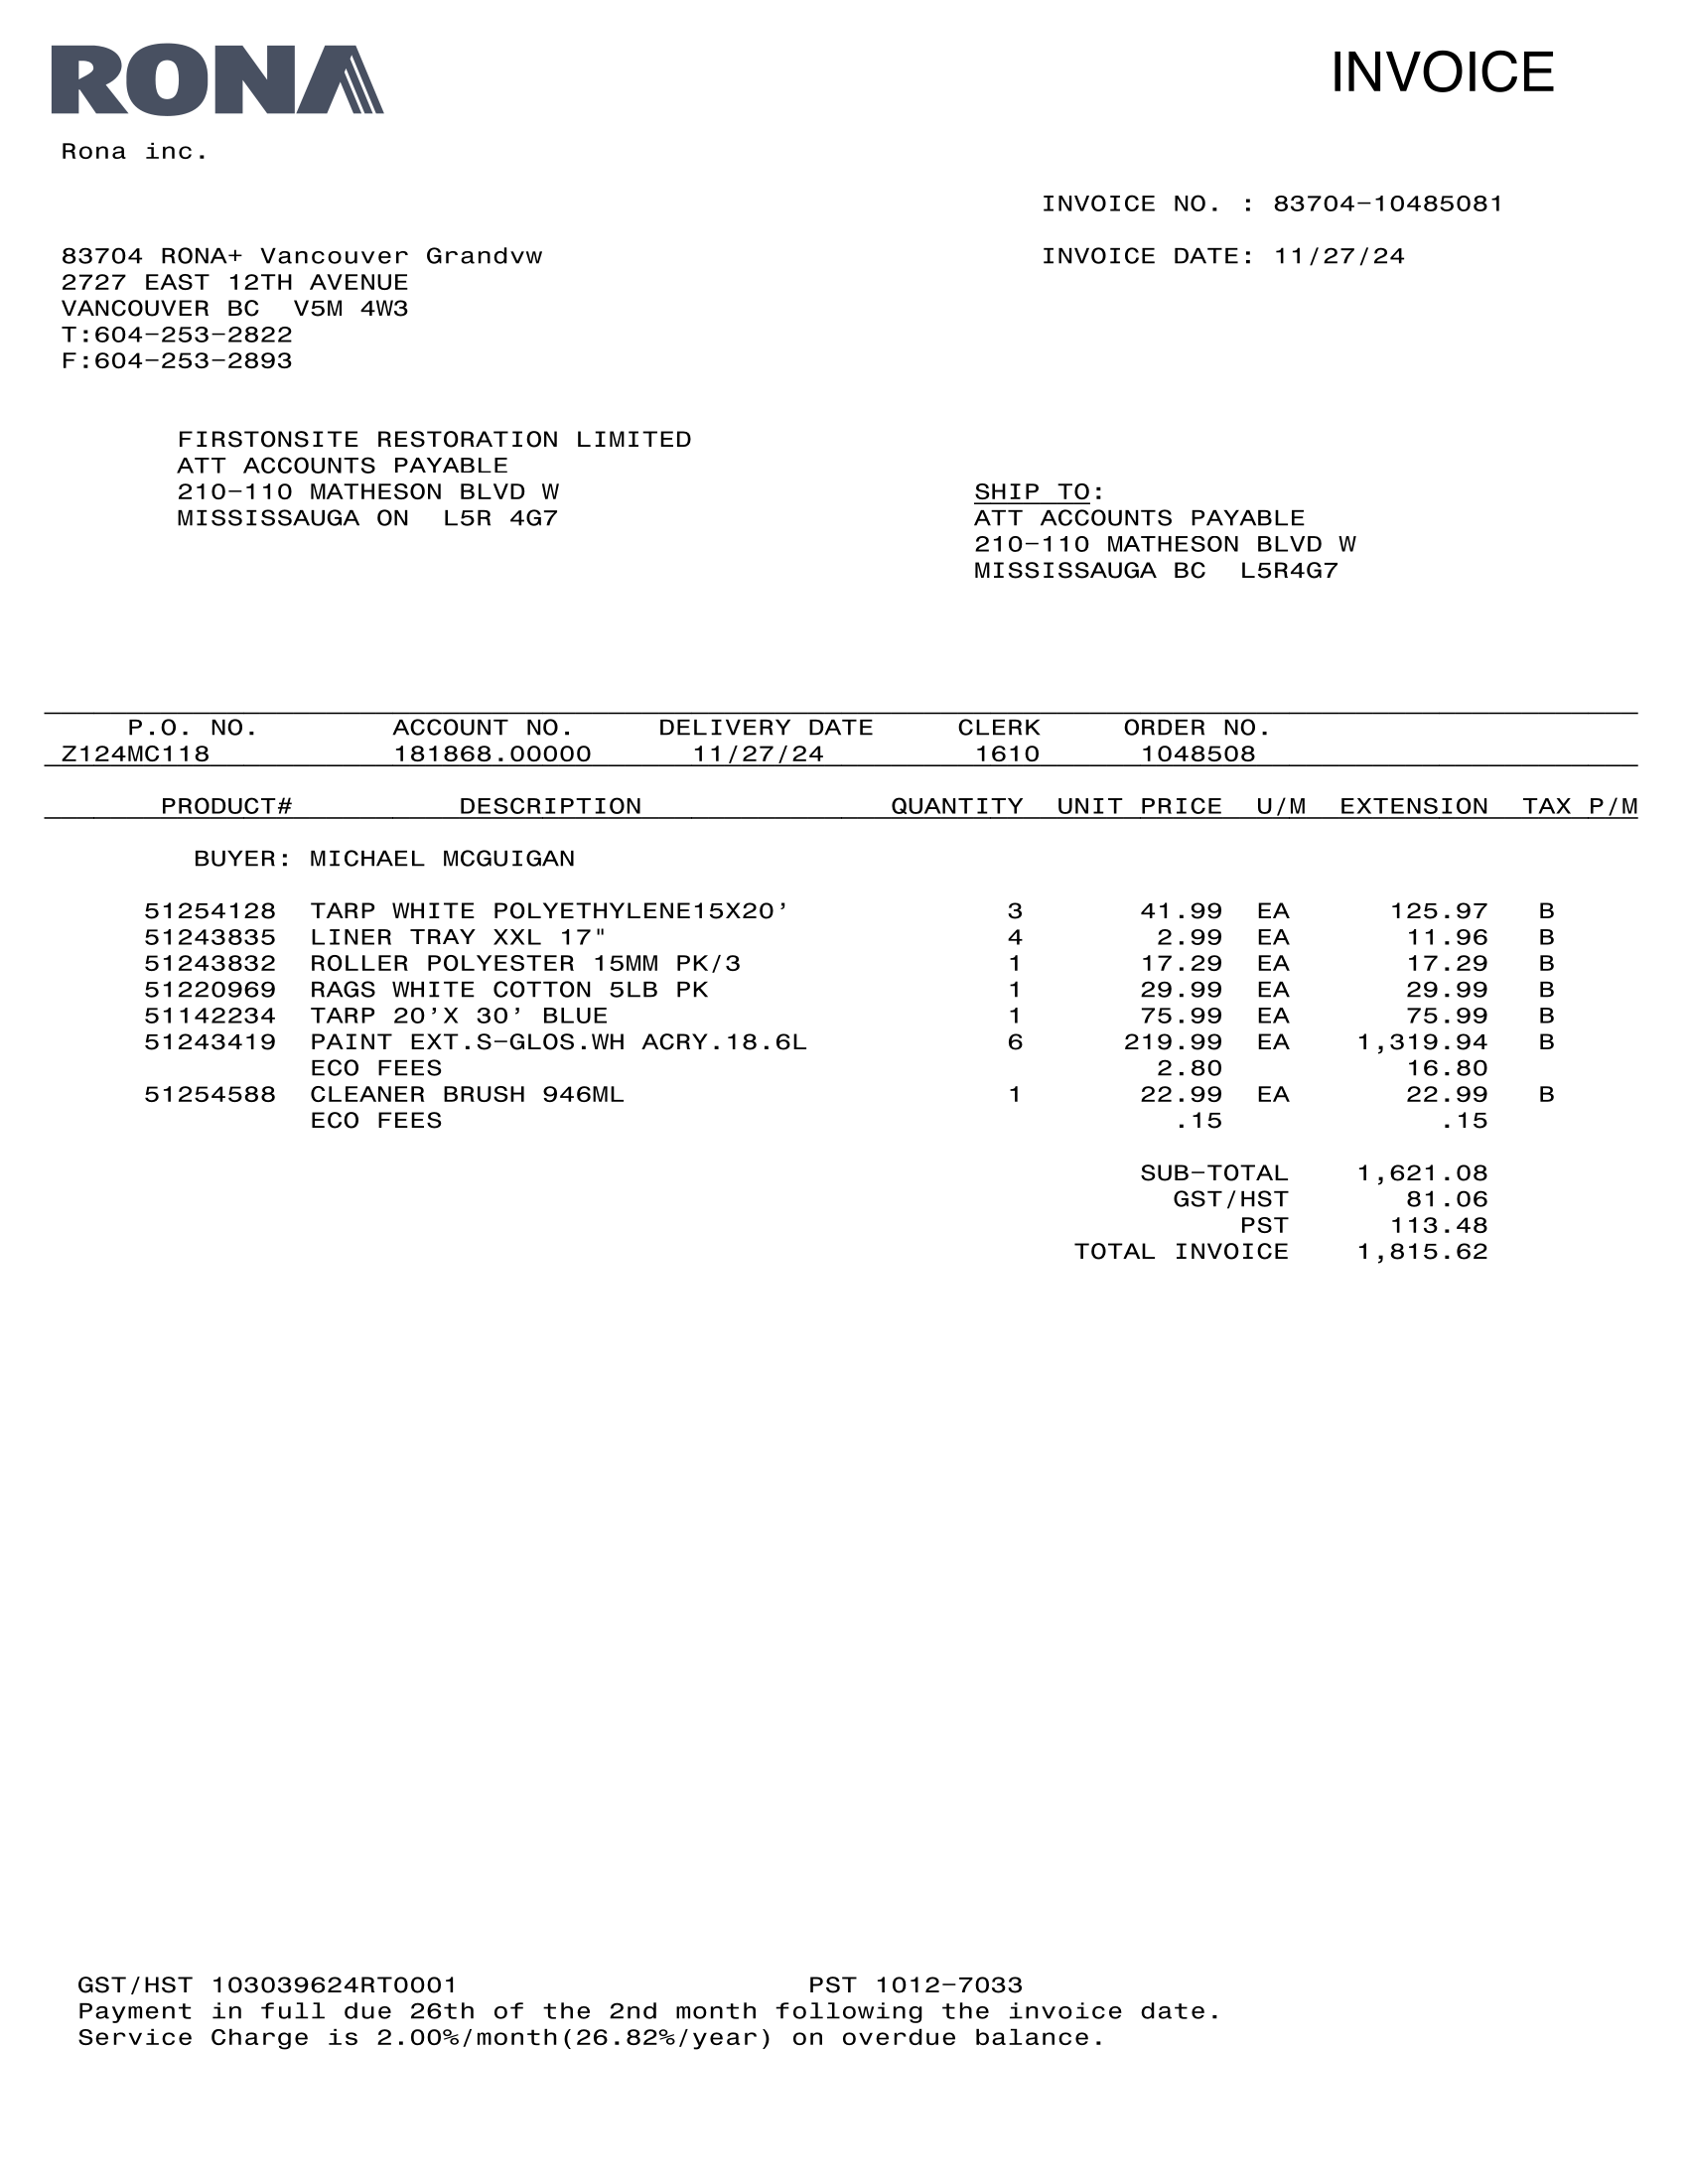 RONA
INVOICE
Rona inc.
INVOICE NO. : 83704-10485081
83704 RONA+ Vancouver Grandvw
INVOICE DATE: 11/27/24
2727 EAST 12TH AVENUE
VANCOUVER BC  V5M 4W3
T:604-253-2822
F:604-253-2893
FIRSTONSITE RESTORATION LIMITED
ATT ACCOUNTS PAYABLE
210-110 MATHESON BLVD W
MISSISSAUGA ON  L5R 4G7
SHIP TO:
ATT ACCOUNTS PAYABLE
210-110 MATHESON BLVD W
MISSISSAUGA BC  L5R4G7
P.O. NO. ACCOUNT NO. DELIVERY DATE CLERK ORDER NO.
Z124MC118 181868.00000 11/27/24 1610 1048508
PRODUCT# DESCRIPTION QUANTITY UNIT PRICE U/M EXTENSION TAX P/M
BUYER: MICHAEL MCGUIGAN
51254128 TARP WHITE POLYETHYLENE15X20' 3 41.99 EA 125.97 B
51243835 LINER TRAY XXL 17" 4 2.99 EA 11.96 B
51243832 ROLLER POLYESTER 15MM PK/3 1 17.29 EA 17.29 B
51220969 RAGS WHITE COTTON 5LB PK 1 29.99 EA 29.99 B
51142234 TARP 20'X 30' BLUE 1 75.99 EA 75.99 B
51243419 PAINT EXT.S-GLOS.WH ACRY.18.6L 6 219.99 EA 1,319.94 B
ECO FEES 2.80 16.80
51254588 CLEANER BRUSH 946ML 1 22.99 EA 22.99 B
ECO FEES .15 .15
SUB-TOTAL 1,621.08
GST/HST 81.06
PST 113.48
TOTAL INVOICE 1,815.62
GST/HST 103039624RT0001 PST 1012-7033
Payment in full due 26th of the 2nd month following the invoice date.
Service Charge is 2.00%/month(26.82%/year) on overdue balance.